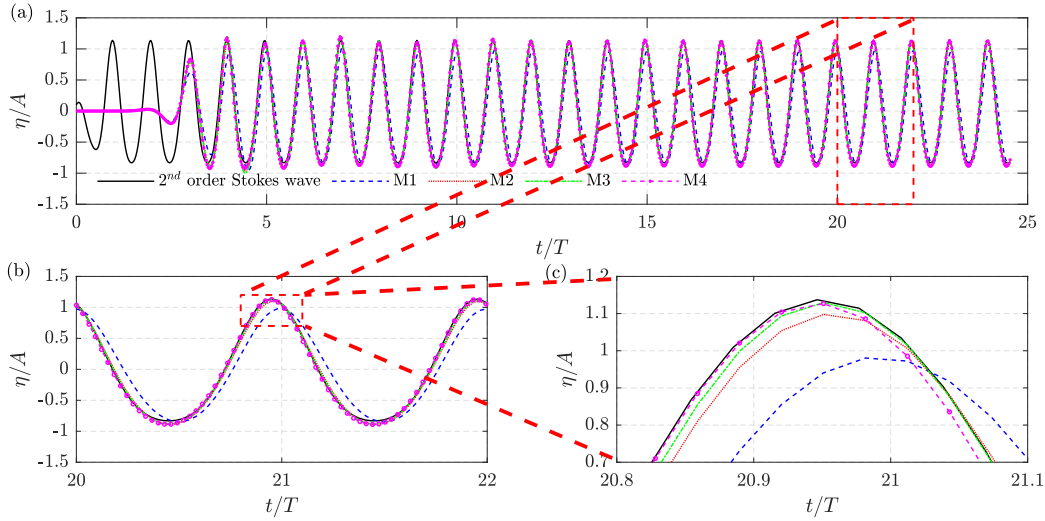 (a)
1.5
1
0.5
0
-0.5
-1
-1.5
η/A
2nd order Stokes wave M1 M2 M3 M4
0 5 10 15 20 25
t/T
(b)
1.5
1
0.5
0
-0.5
-1
-1.5
η/A
20 21 22
t/T
(c)
1.2
1.1
1
0.9
0.8
0.7
η/A
20.8 20.9 21 21.1
t/T